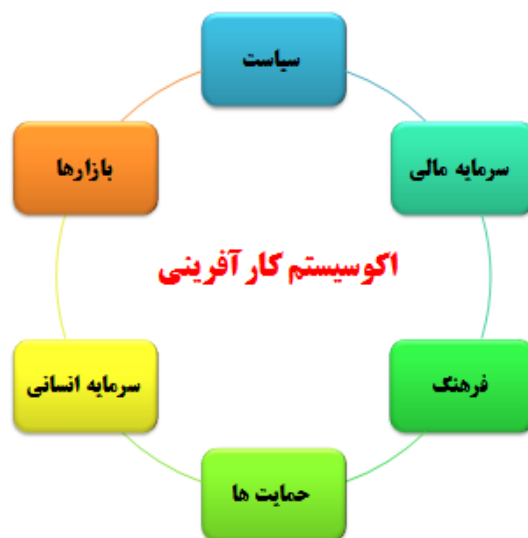 سیاست
سرمایه مالی
بازارها
اکوسیستم کارآفرینی
فرهنگ
سرمایه انسانی
حمایت ها